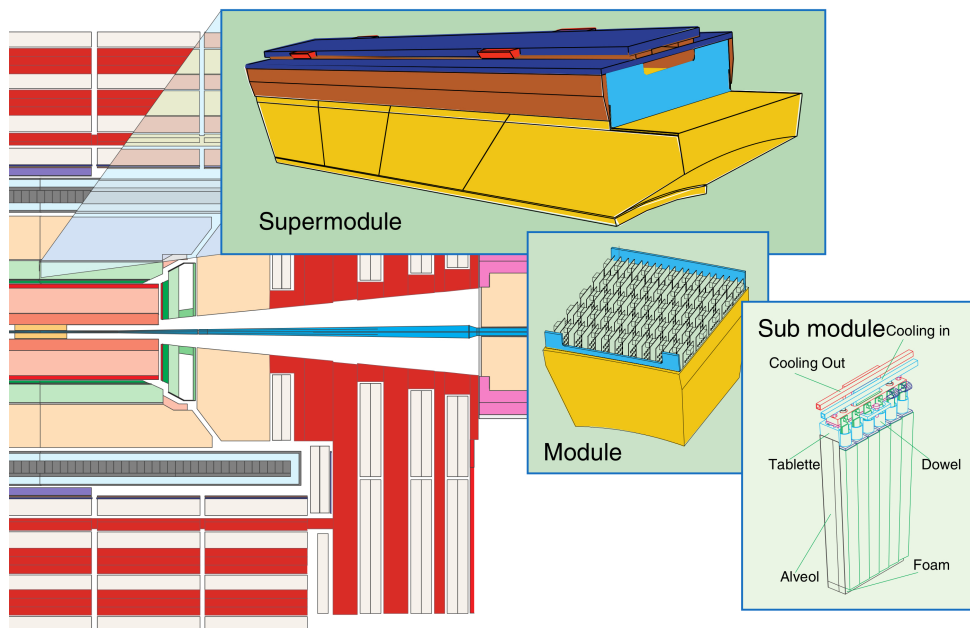 Supermodule
Module
Sub module
Cooling in
Cooling Out
Tablette
Dowel
Alveol
Foam